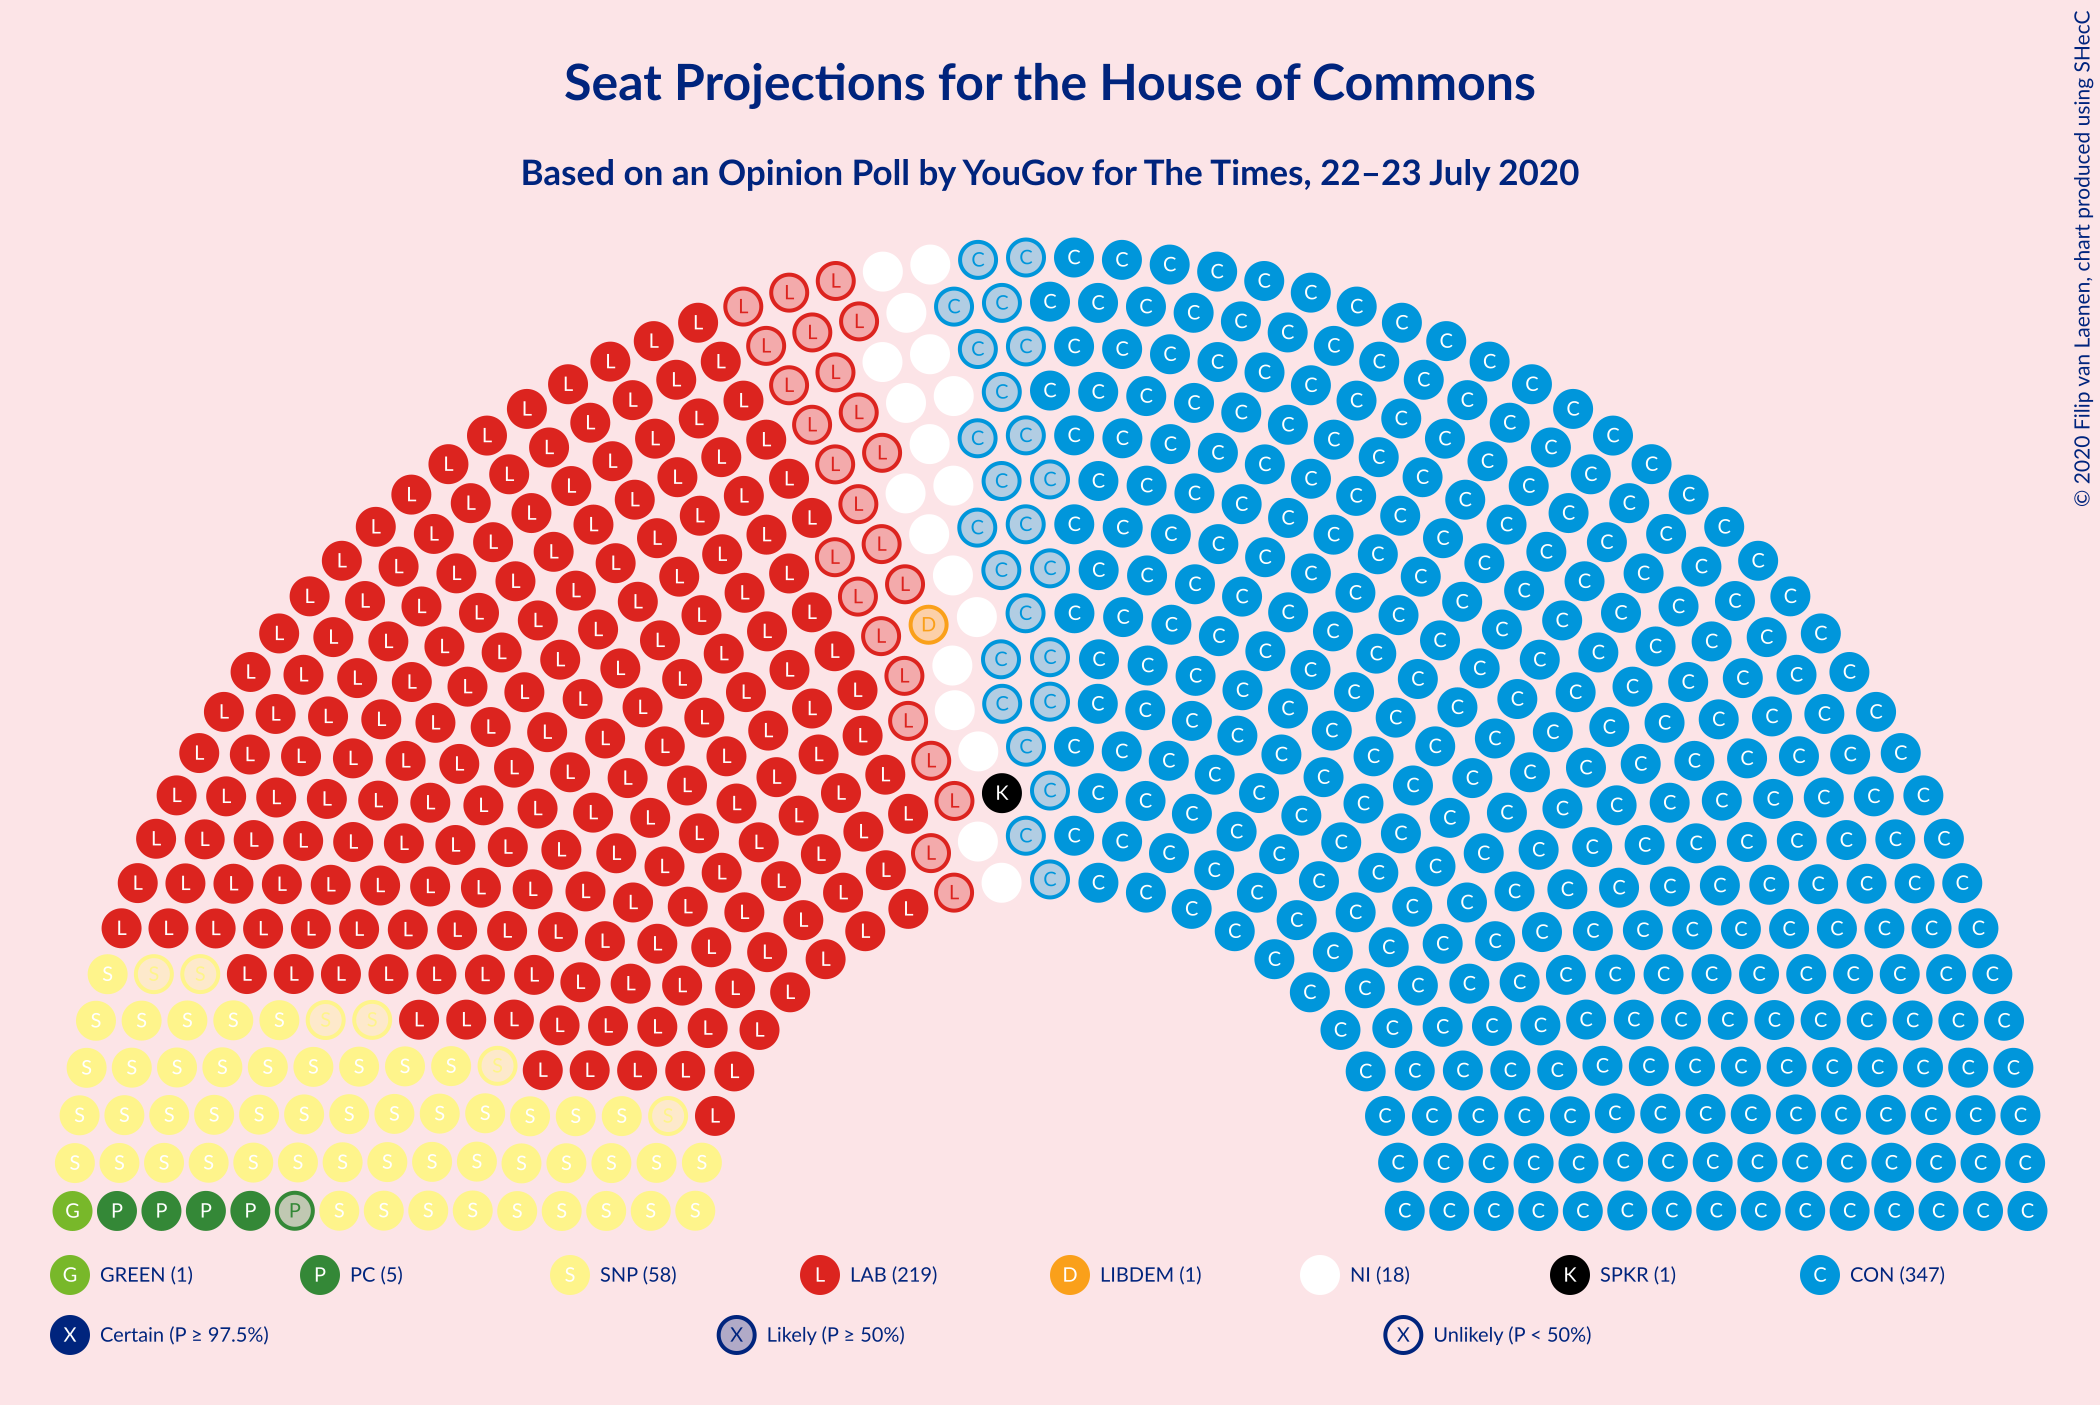 Seat Projections for the House of Commons
Based on an Opinion Poll by YouGov for The Times, 22–23 July 2020
© 2020 Filip van Laenen, chart produced using SHecC
G GREEN (1)
P PC (5)
S SNP (58)
L LAB (219)
D LIBDEM (1)
NI (18)
K SPKR (1)
C CON (347)
X Certain (P ≥ 97.5%)
X Likely (P ≥ 50%)
X Unlikely (P < 50%)